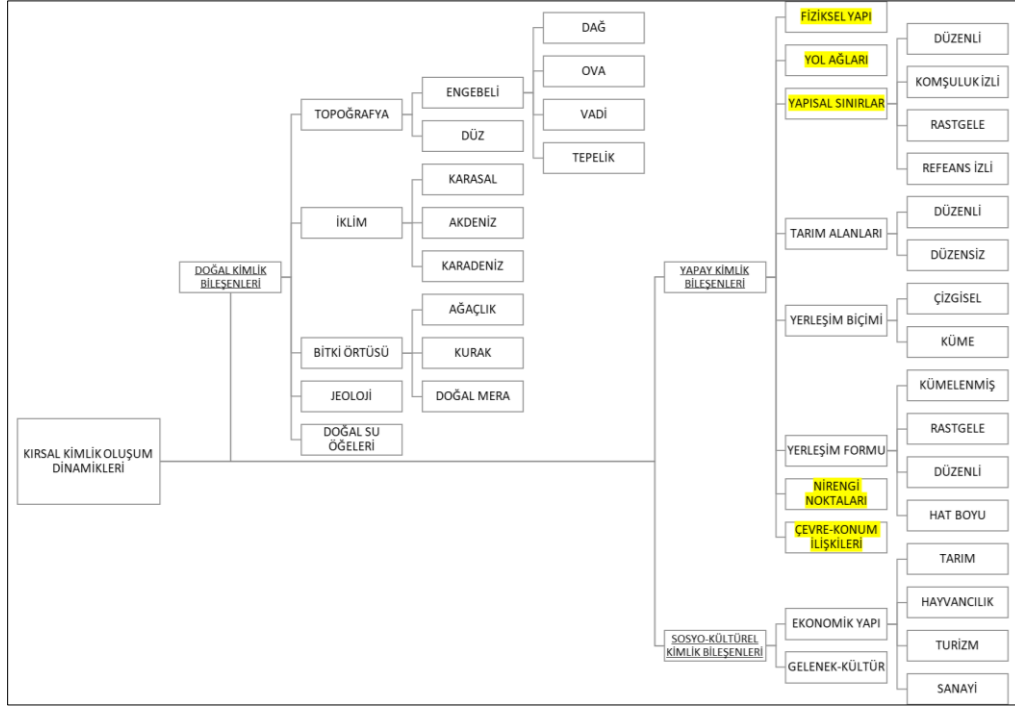 KIRSAL KİMLİK OLUŞUM
DİNAMİKLERİ
DOĞAL KİMLİK
BİLEŞENLERİ
TOPOĞRAFYA
ENGEBELİ
DAĞ
OVA
VADİ
TEPELİK
DÜZ
İKLİM
KARASAL
AKDENİZ
KARADENİZ
BİTKİ ÖRTÜSÜ
AĞAÇLIK
KURAK
DOĞAL MERA
JEOLOJİ
DOĞAL SU
ÖĞELERİ
YAPAY KİMLİK
BİLEŞENLERİ
FİZİKSEL YAPI
YOL AĞLARI
YAPISAL SINIRLAR
DÜZENLİ
KOMŞULUK İZLİ
RASTGELE
REFEANS İZLİ
TARIM ALANLARI
DÜZENLİ
DÜZENSİZ
YERLEŞİM BİÇİMİ
ÇİZGİSEL
KÜME
YERLEŞİM FORMU
KÜMELENMİŞ
RASTGELE
DÜZENLİ
HAT BOYU
NİRENGİ
NOKTALARI
ÇEVRE-KONUM
İLİŞKİLERİ
SOSYO-KÜLTÜREL
KİMLİK BİLEŞENLERİ
EKONOMİK YAPI
TARIM
HAYVANCILIK
TURİZM
SANAYİ
GELENEK-KÜLTÜR